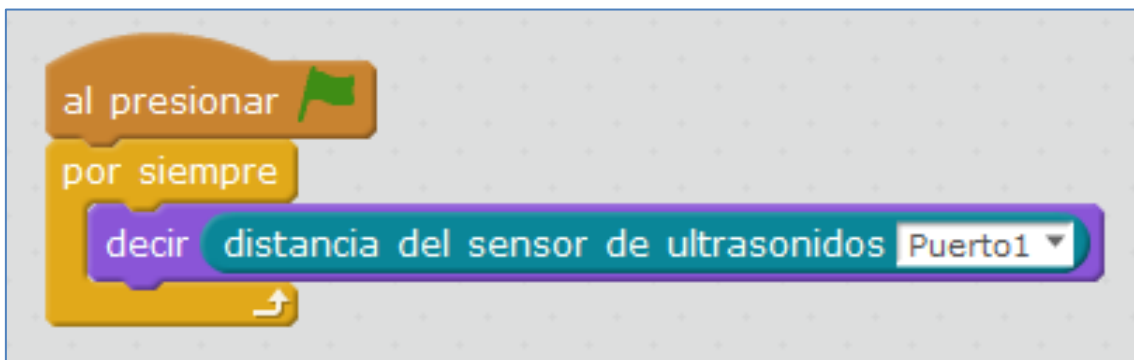 al presionar
por siempre
decir distancia del sensor de ultrasonidos Puerto1